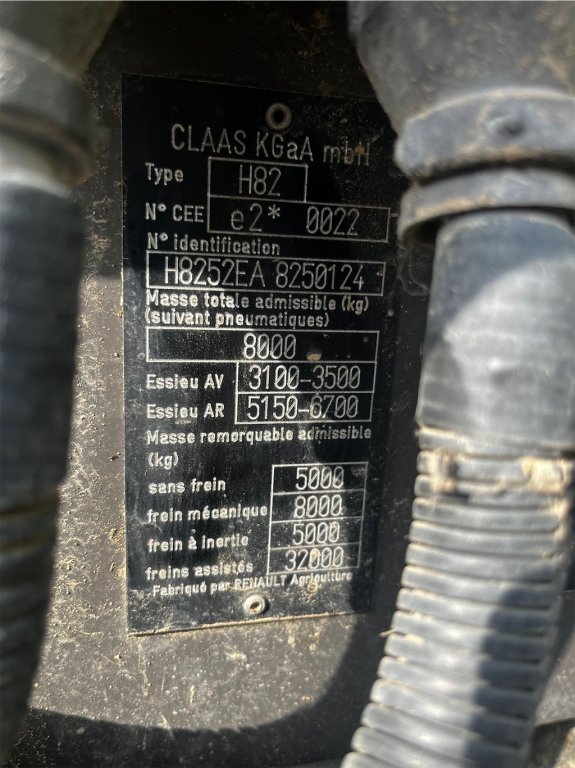 CLAAS KGaA mbH
Type H82
N° CEE e2* 0022
N° identification
H8252EA 8250124
Masse totale admissible (kg)
(suivant pneumatiques)
8000
Essieu AV 3100-3500
Essieu AR 5150-6700
Masse remorquable admissible
(kg)
sans frein 5000
frein mécanique 8000
frein à inertie 5000
freins assistés 32000
Fabriqué par RENAULT Agriculture